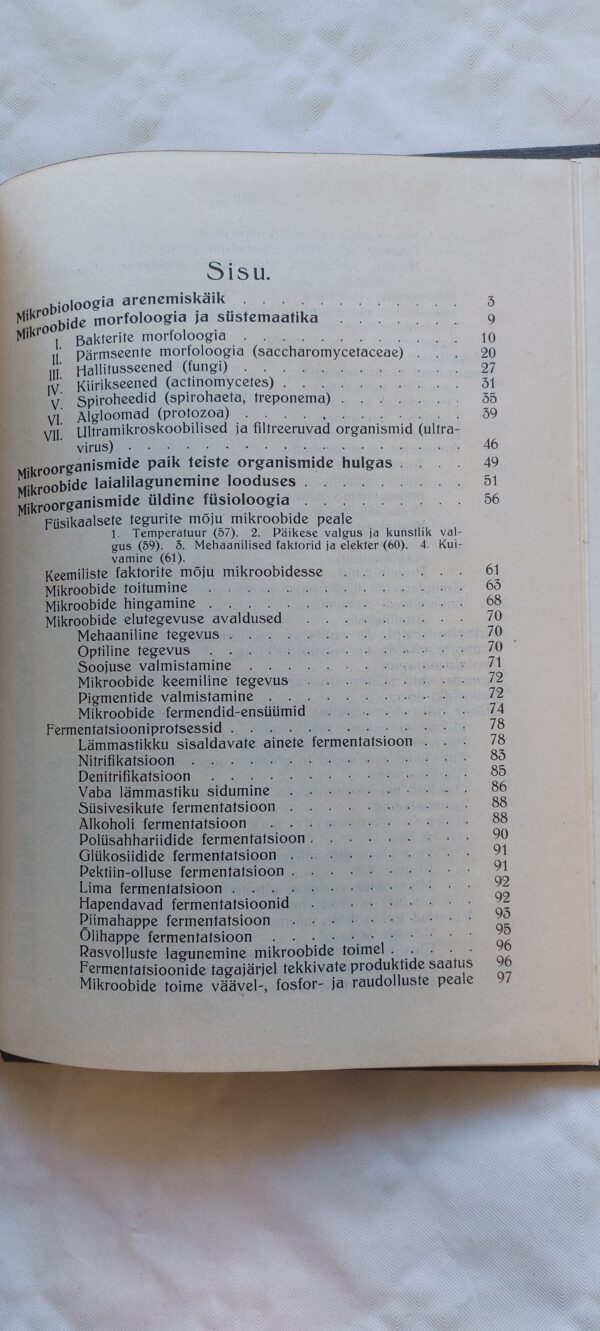 Sisu.
Mikrobioloogia arenemiskäik . . . . . . . . . . . . 3
Mikroobide morfoloogia ja süstemaatika . . . . . . 9
I. Bakterite morfoloogia . . . . . . . . . . . 10
II. Pärmseente morfoloogia (saccharomycetaceae) . . . . 20
III. Hallitusseened (fungi) . . . . . . . . . . . 27
IV. Kiirikseened (actinomycetes) . . . . . . . . . 31
V. Spiroheedid (spirohaeta, treponema) . . . . . . 35
VI. Algloomad (protozoa) . . . . . . . . . . . 39
VII. Ultramikroskoobilised ja filtreeruvad organismid (ultra-
virus) . . . . . . . . . . . . . . . . 46
Mikroorganismide paik teiste organismide hulgas . . . . 49
Mikroobide laialilagunemine looduses . . . . . . . . 51
Mikroorganismide üldine füsioloogia . . . . . . . . 56
Füsikaalsete tegurite mõju mikroobide peale
1. Temperatuur (57). 2. Päikese valgus ja kunstlik val-
gus (59). 3. Mehaanilised faktorid ja elekter (60). 4. Kui-
vamine (61).
Keemiliste faktorite mõju mikroobidesse . . . . . . . 61
Mikroobide toitumine . . . . . . . . . . . . . 63
Mikroobide hingamine . . . . . . . . . . . . . 68
Mikroobide elutegevuse avaldused . . . . . . . . . 70
Mehaaniline tegevus . . . . . . . . . . . . 70
Optiline tegevus . . . . . . . . . . . . . 70
Soojuse valmistamine . . . . . . . . . . . 71
Mikroobide keemiline tegevus . . . . . . . . 72
Pigmentide valmistamine . . . . . . . . . . 72
Mikroobide fermendid-ensüümid . . . . . . . 74
Fermentatsiooniprotsessid . . . . . . . . . . . . 78
Lämmastikku sisaldavate ainete fermentatsioon . . . 78
Nitrifikatsioon . . . . . . . . . . . . . . 83
Denitrifikatsioon . . . . . . . . . . . . . 85
Vaba lämmastiku sidumine . . . . . . . . . 86
Süsivesikute fermentatsioon . . . . . . . . . 88
Alkoholi fermentatsioon . . . . . . . . . . 88
Polüsahhariidide fermentatsioon . . . . . . . . 90
Glükosiidide fermentatsioon . . . . . . . . . 91
Pektiin-olluse fermentatsioon . . . . . . . . . 91
Lima fermentatsioon . . . . . . . . . . . . 92
Hapendavad fermentatsioonid . . . . . . . . 92
Piimahappe fermentatsioon . . . . . . . . . 93
Õlihappe fermentatsioon . . . . . . . . . . 95
Rasvolluste lagunemine mikroobide toimel . . . . . 96
Fermentatsioonide tagajärjel tekkivate produktide saatus 96
Mikroobide toime väävel-, fosfor- ja raudolluste peale 97